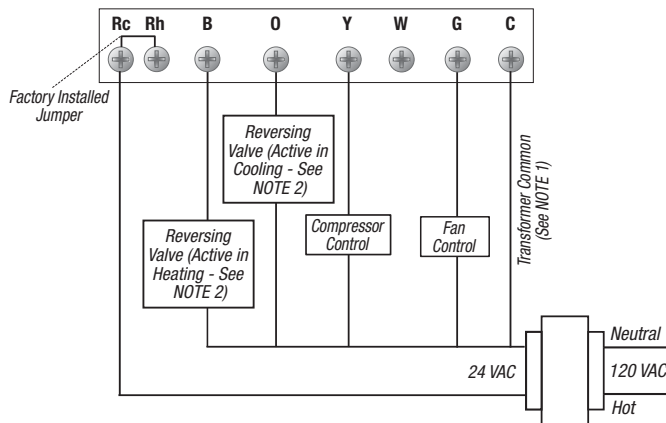 Rc Rh B O Y W G C
Factory Installed
Jumper
Reversing
Valve (Active in
Cooling - See
NOTE 2)
Reversing
Valve (Active in
Heating - See
NOTE 2)
Compressor
Control
Fan
Control
Transformer Common
(See NOTE 1)
24 VAC
Neutral
120 VAC
Hot